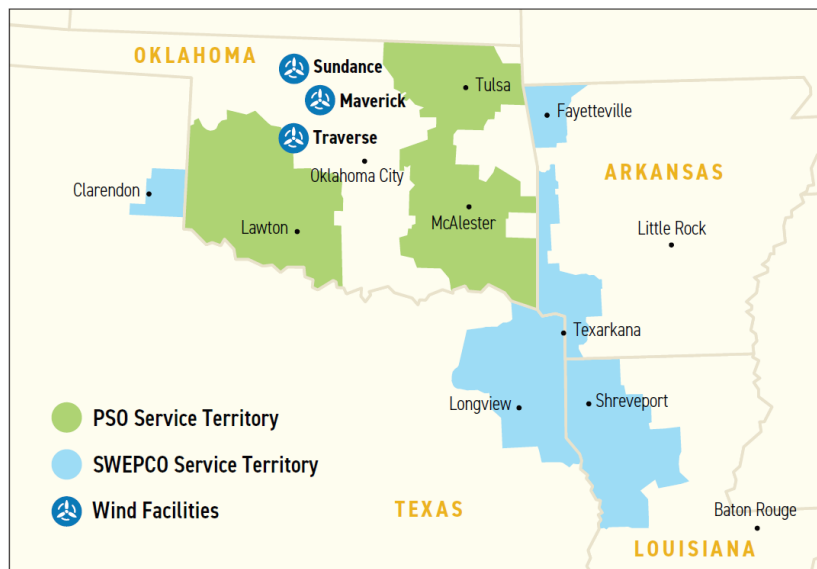 OKLAHOMA
Sundance
Maverick
Traverse
Tulsa
Fayetteville
Oklahoma City
ARKANSAS
Clarendon
McAlester
Lawton
Little Rock
Texarkana
Longview
Shreveport
PSO Service Territory
SWEPCO Service Territory
Wind Facilities
TEXAS
Baton Rouge
LOUISIANA